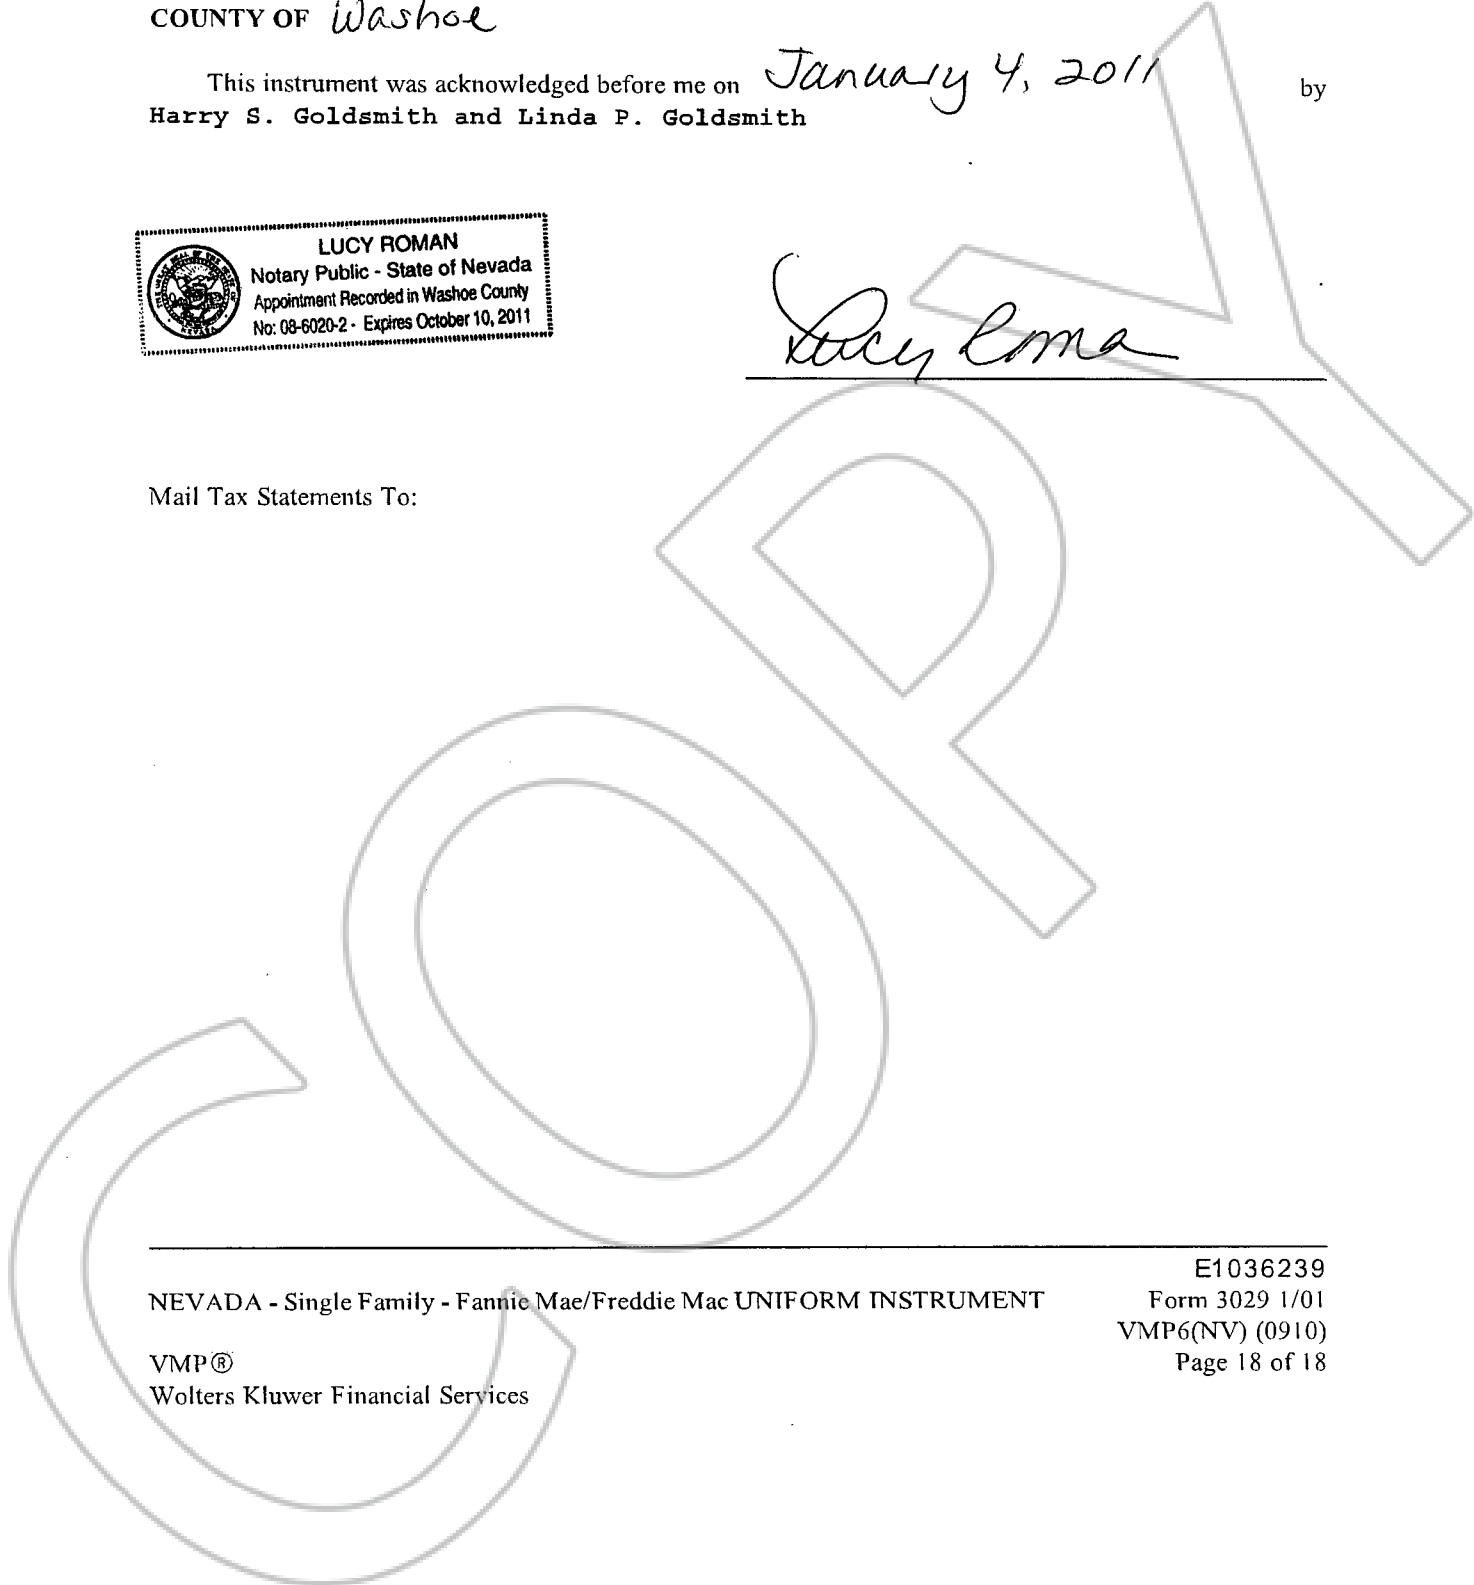 COUNTY OF Washoe
This instrument was acknowledged before me on January 4, 2011 by
Harry S. Goldsmith and Linda P. Goldsmith
LUCY ROMAN
Notary Public - State of Nevada
Appointment Recorded in Washoe County
No: 08-6020-2 - Expires October 10, 2011
Lucy Roma
Mail Tax Statements To:
COPY
E1036239
NEVADA - Single Family - Fannie Mae/Freddie Mac UNIFORM INSTRUMENT
Form 3029 1/01
VMP6(NV) (0910)
VMP®
Page 18 of 18
Wolters Kluwer Financial Services